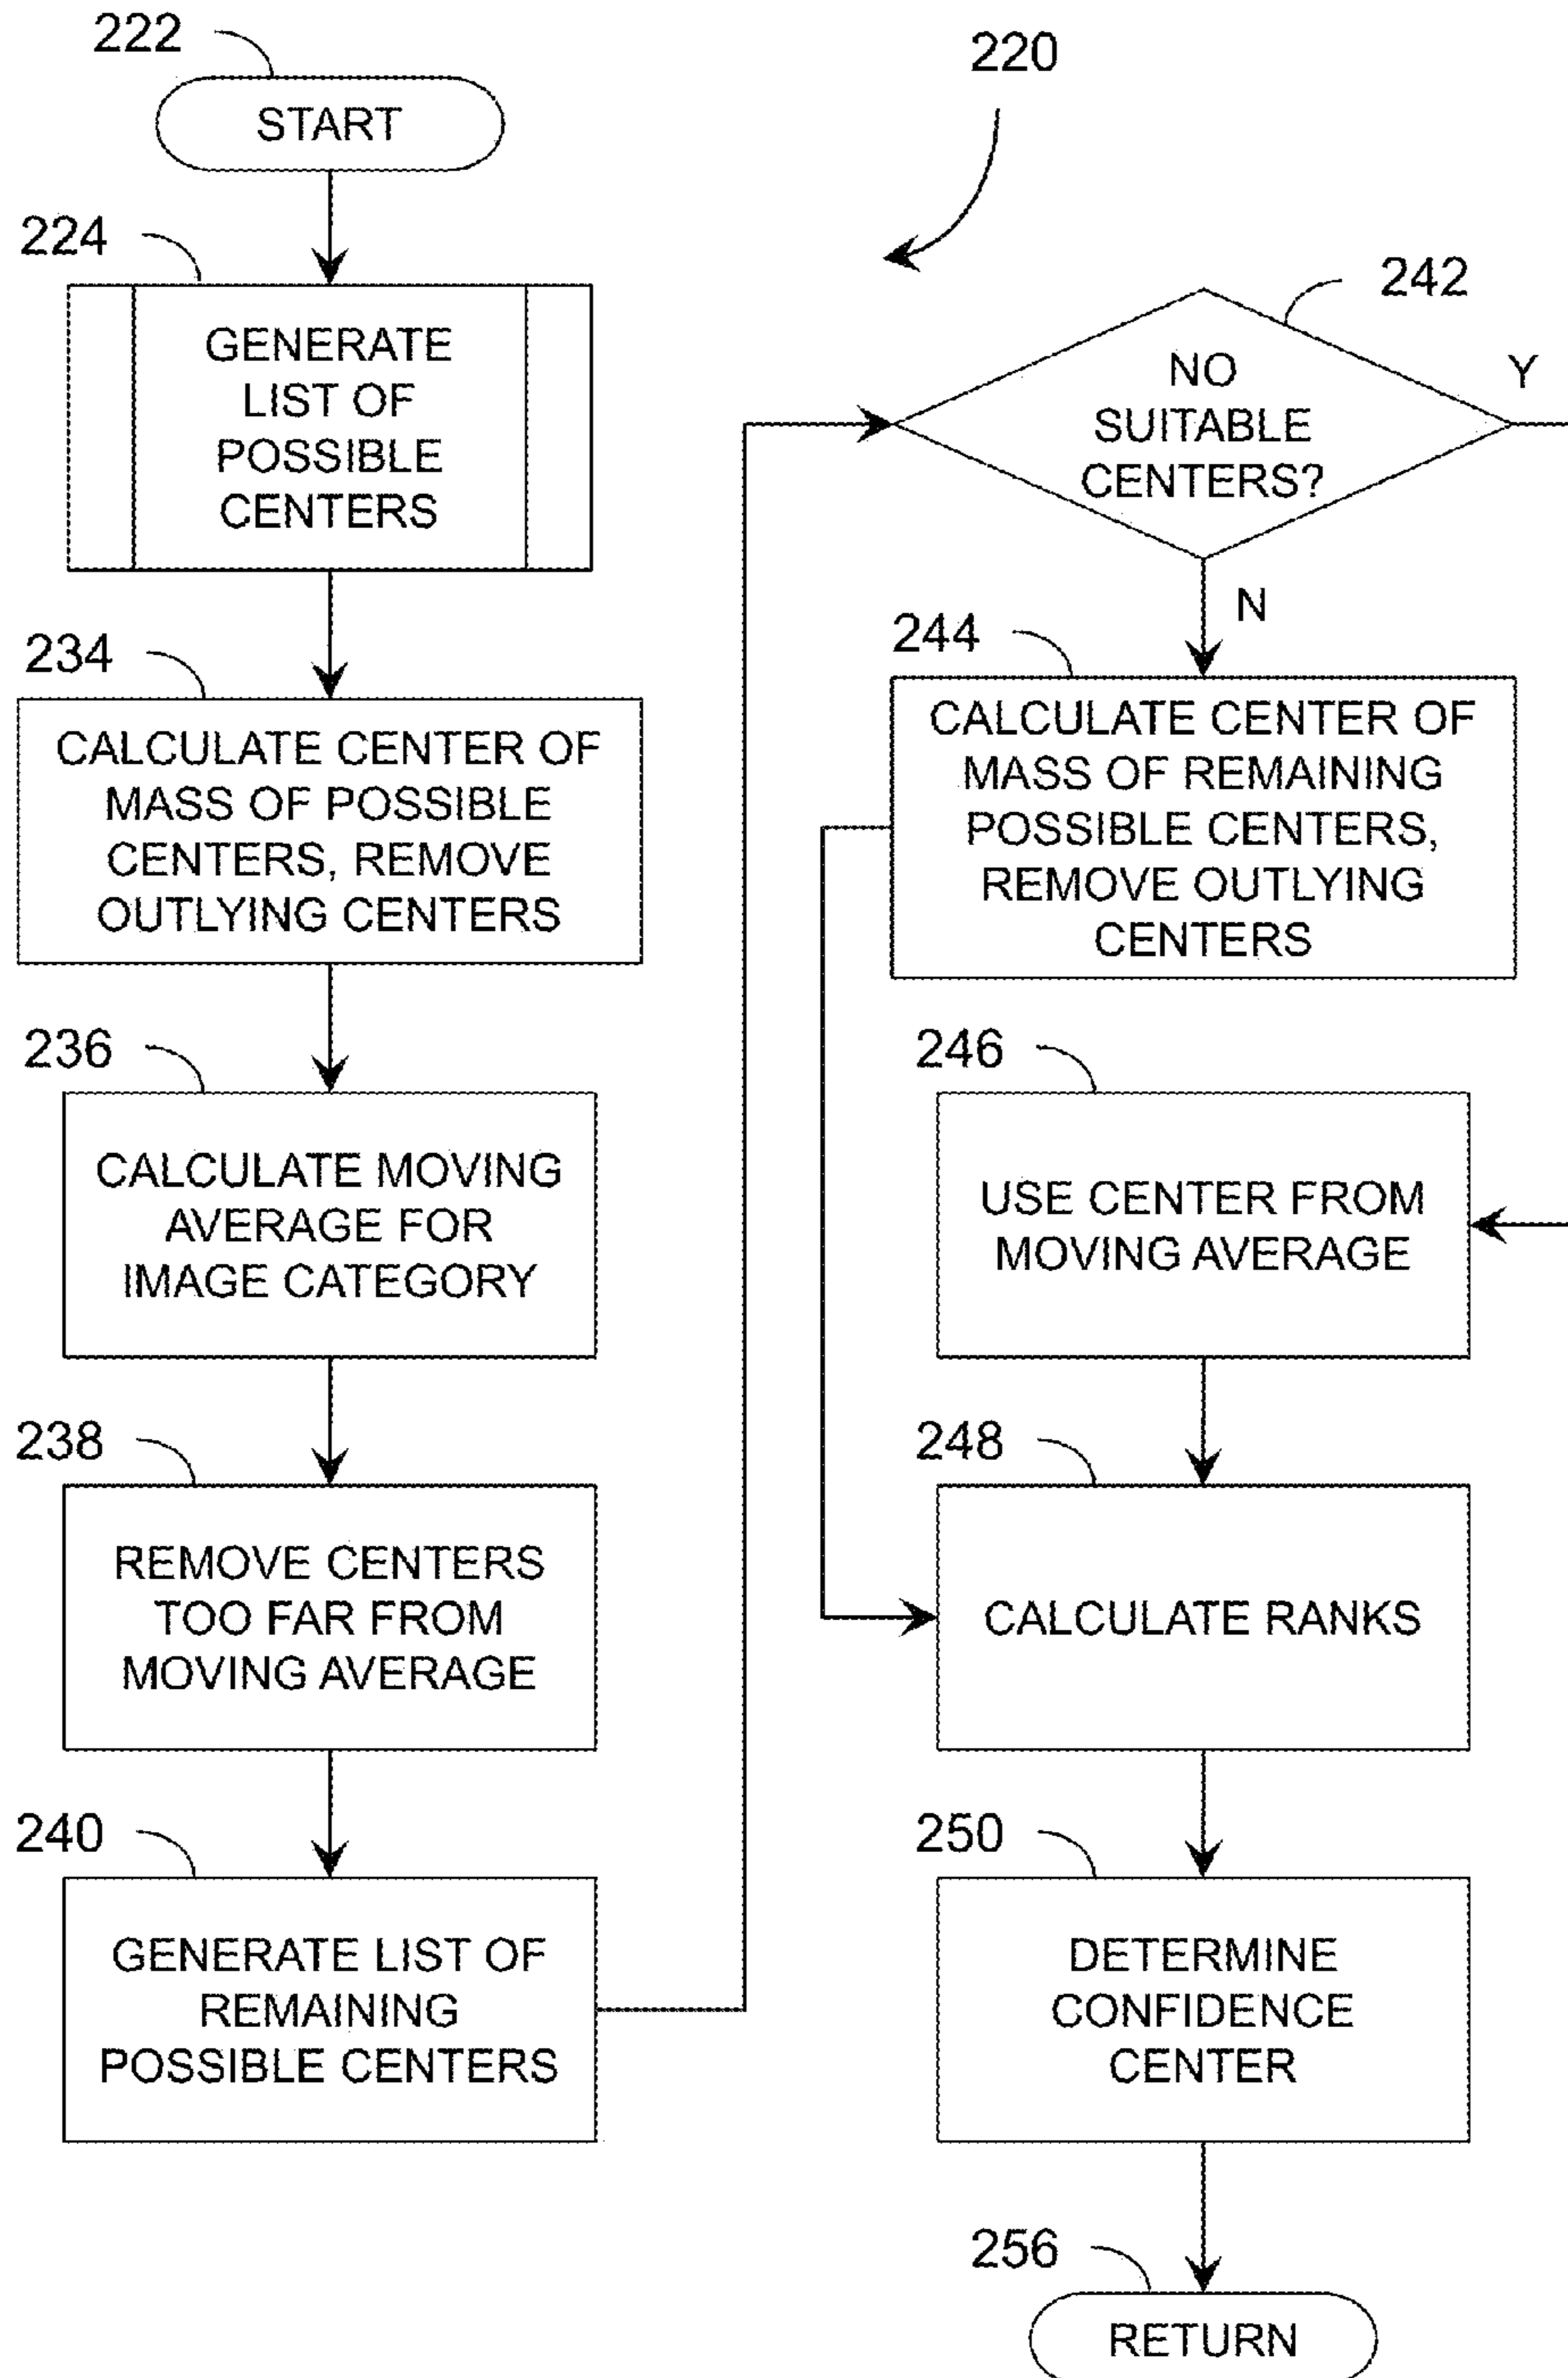 222
START
224
GENERATE
LIST OF
POSSIBLE
CENTERS
234
CALCULATE CENTER OF
MASS OF POSSIBLE
CENTERS, REMOVE
OUTLYING CENTERS
236
CALCULATE MOVING
AVERAGE FOR
IMAGE CATEGORY
238
REMOVE CENTERS
TOO FAR FROM
MOVING AVERAGE
240
GENERATE LIST OF
REMAINING
POSSIBLE CENTERS
220
242
NO
SUITABLE
CENTERS?
Y
N
244
CALCULATE CENTER OF
MASS OF REMAINING
POSSIBLE CENTERS,
REMOVE OUTLYING
CENTERS
246
USE CENTER FROM
MOVING AVERAGE
248
CALCULATE RANKS
250
DETERMINE
CONFIDENCE
CENTER
256
RETURN